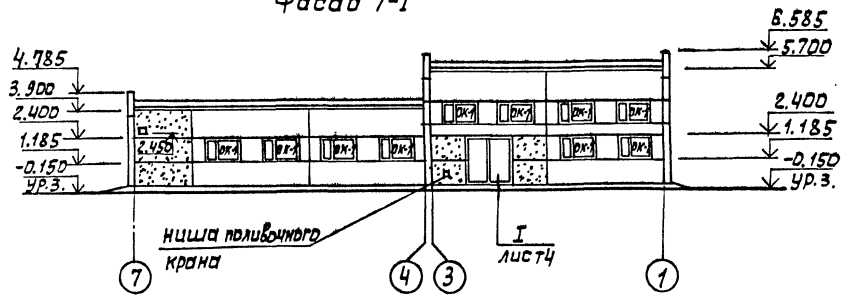 Фасад 7-1
4.785
3.900
2.400
1.185
-0.150
ур.з.
2.450
ОК-1 ОК-1 ОК-1 ОК-1
ОК-1 ОК-1 ОК-1 ОК-1
ОК-1 ОК-1
6.585
5.700
2.400
1.185
-0.150
ур.з.
ниша поливочного
крана
I
лист4
7 4 3 1